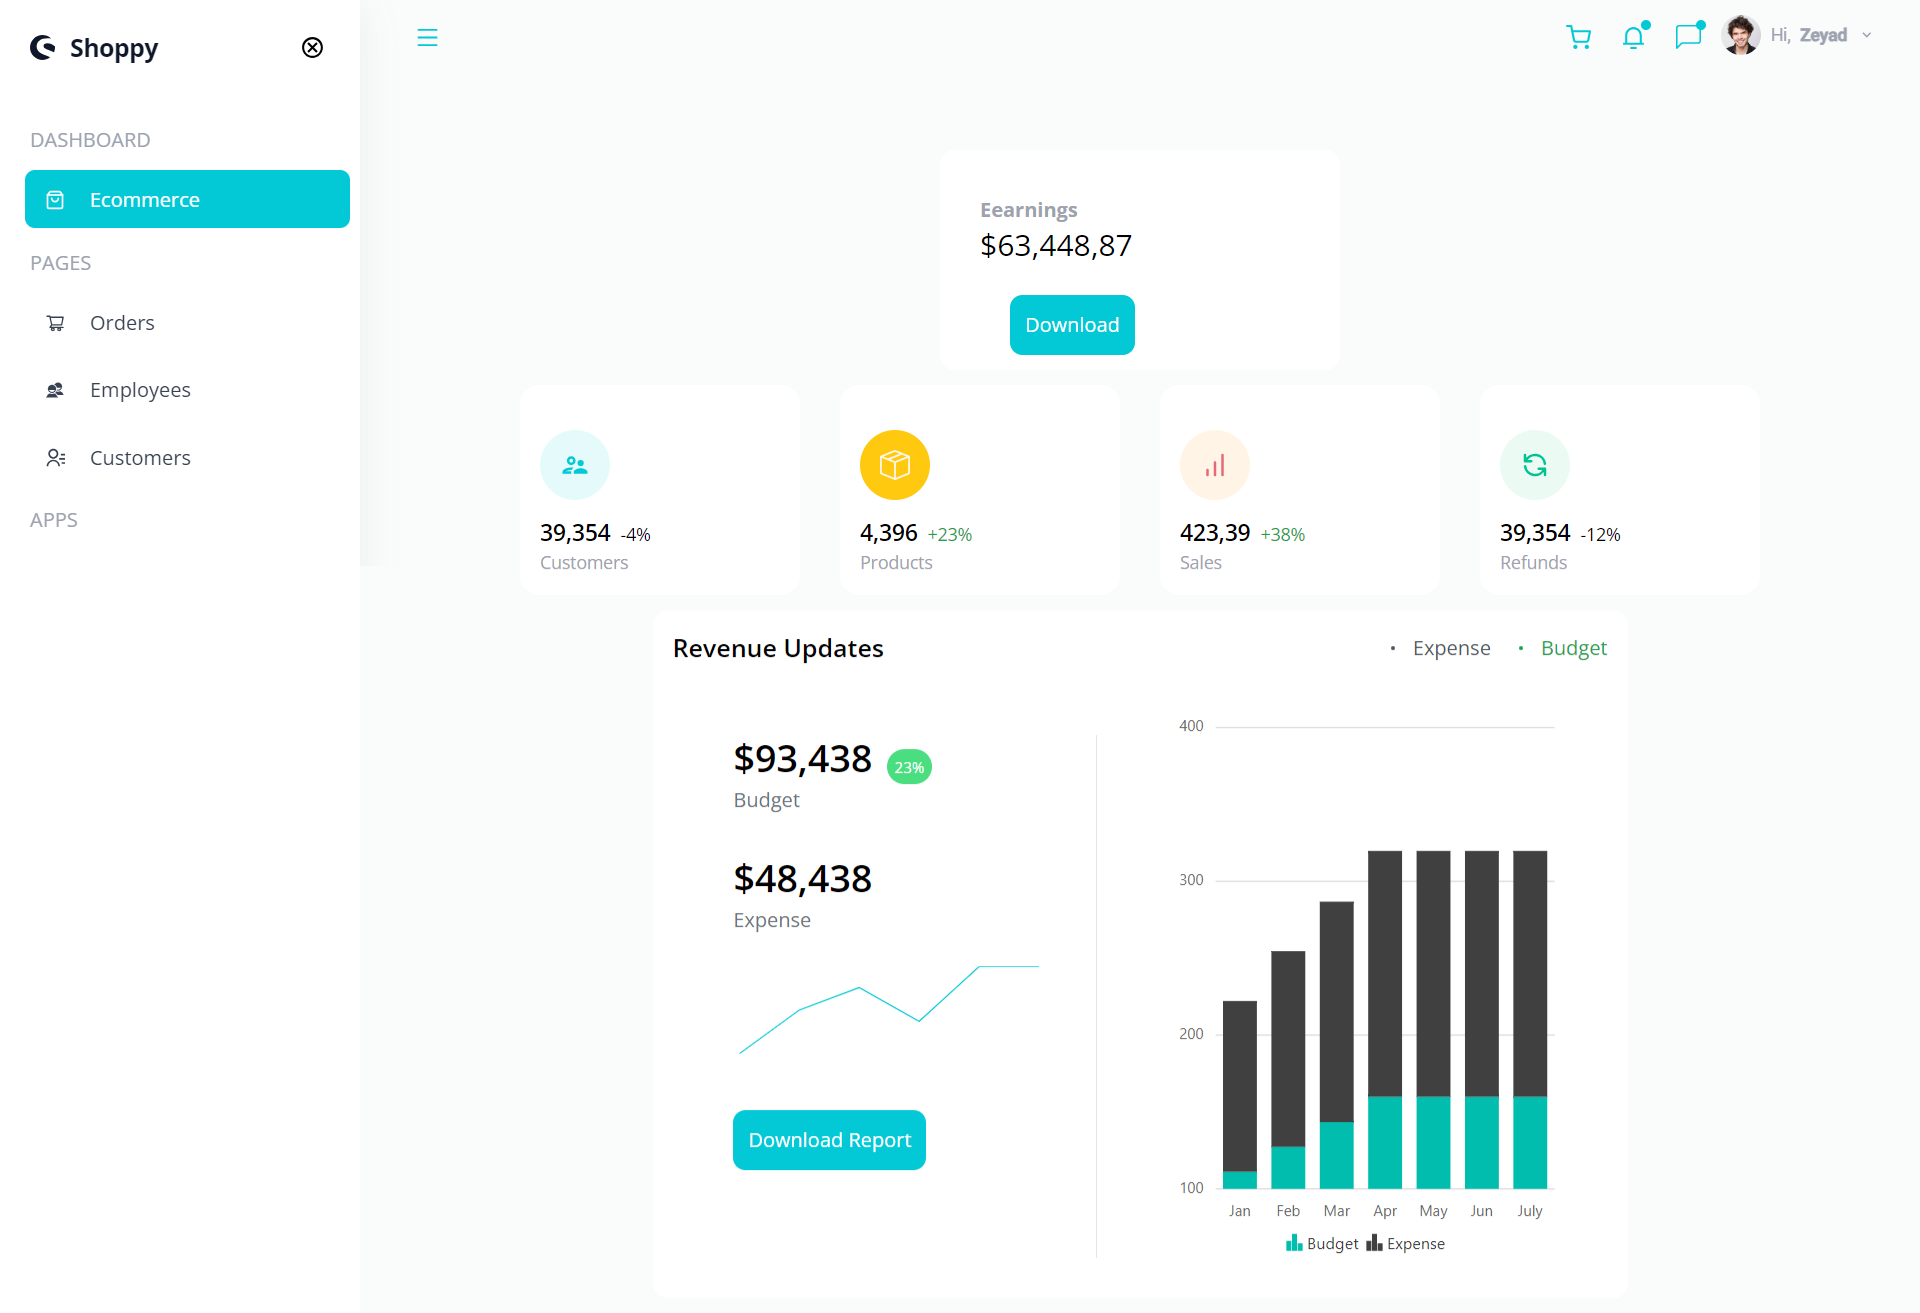 Shoppy
DASHBOARD
Ecommerce
PAGES
Orders
Employees
Customers
APPS
Hi, Zeyad
Eearnings
$63,448,87
Download
39,354 -4%
Customers
4,396 +23%
Products
423,39 +38%
Sales
39,354 -12%
Refunds
Revenue Updates
• Expense • Budget
$93,438 23%
Budget
$48,438
Expense
Download Report
400
300
200
100
Jan Feb Mar Apr May Jun July
Budget Expense